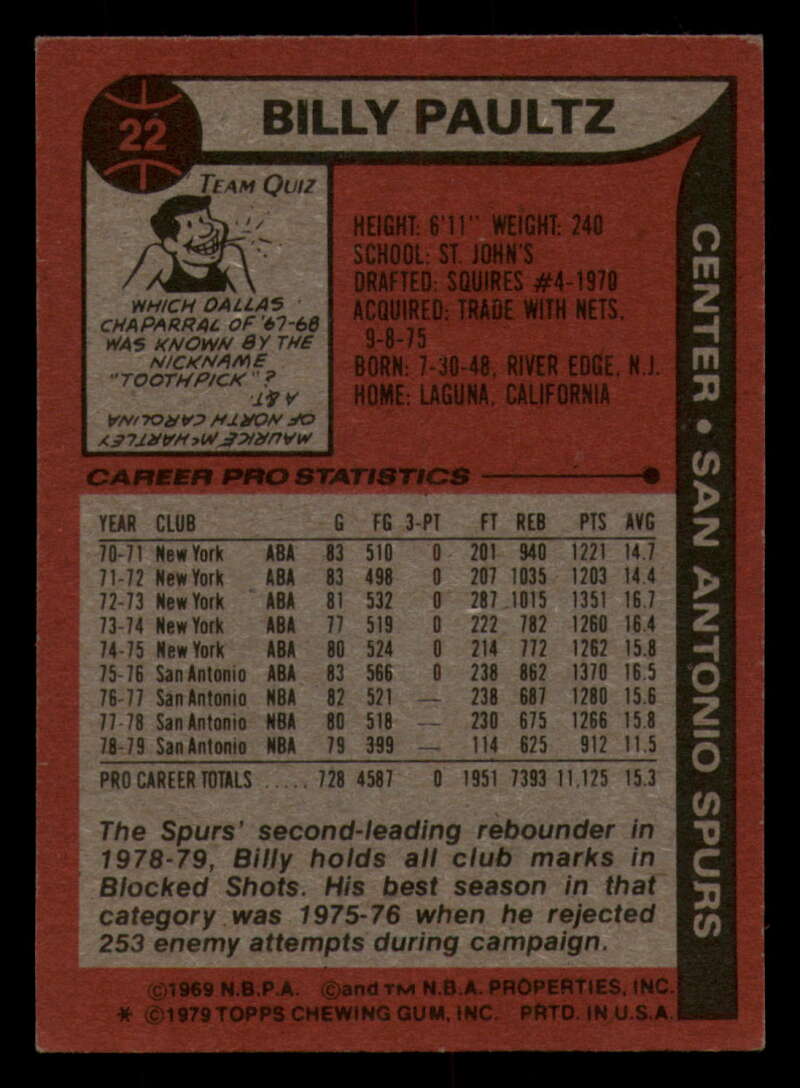 22
BILLY PAULTZ
CENTER • SAN ANTONIO SPURS
TEAM QUIZ
WHICH DALLAS
CHAPARRAL OF '67-68
WAS KNOWN BY THE
NICKNAME
"TOOTHPICK"?
MAURICE McHARTLEY
OF NORTH CAROLINA
A & T
HEIGHT: 6'11" WEIGHT: 240
SCHOOL: ST. JOHN'S
DRAFTED: SQUIRES #4-1970
ACQUIRED: TRADE WITH NETS,
9-8-75
BORN: 7-30-48, RIVER EDGE, N.J.
HOME: LAGUNA, CALIFORNIA
CAREER PRO STATISTICS
YEAR CLUB G FG 3-PT FT REB PTS AVG
70-71 New York ABA 83 510 0 201 940 1221 14.7
71-72 New York ABA 83 498 0 207 1035 1203 14.4
72-73 New York ABA 81 532 0 287 1015 1351 16.7
73-74 New York ABA 77 519 0 222 782 1260 16.4
74-75 New York ABA 80 524 0 214 772 1262 15.8
75-76 San Antonio ABA 83 566 0 238 862 1370 16.5
76-77 San Antonio NBA 82 521 — 238 687 1280 15.6
77-78 San Antonio NBA 80 518 — 230 675 1266 15.8
78-79 San Antonio NBA 79 399 — 114 625 912 11.5
PRO CAREER TOTALS ..... 728 4587 0 1951 7393 11,125 15.3
The Spurs' second-leading rebounder in
1978-79, Billy holds all club marks in
Blocked Shots. His best season in that
category was 1975-76 when he rejected
253 enemy attempts during campaign.
©1969 N.B.P.A. ©and TM N.B.A. PROPERTIES, INC.
* ©1979 TOPPS CHEWING GUM, INC. PRTD. IN U.S.A.